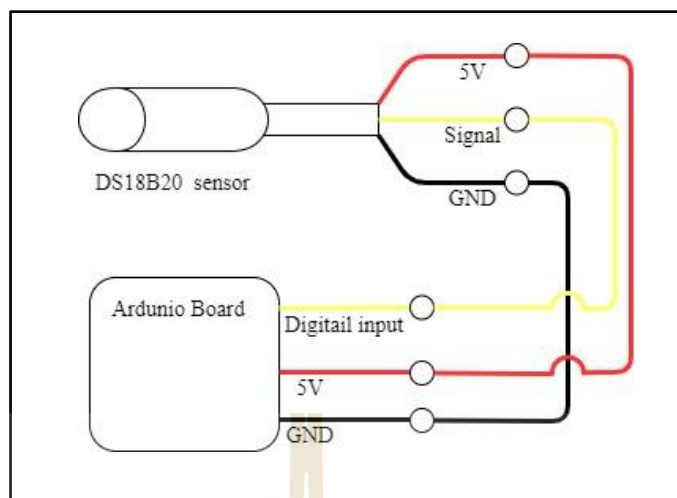 5V
Signal
DS18B20 sensor
GND
Ardunio Board
Digitail input
5V
GND